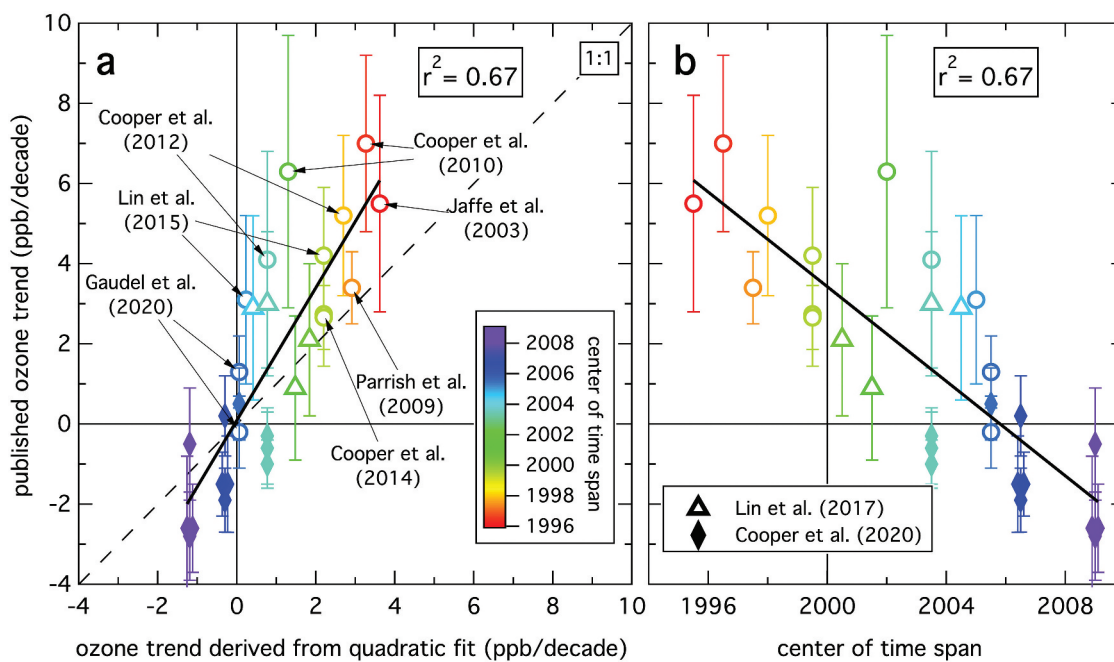 a
r² = 0.67
1:1
Cooper et al.
(2012)
Cooper et al.
(2010)
Lin et al.
(2015)
Jaffe et al.
(2003)
Gaudel et al.
(2020)
Parrish et al.
(2009)
Cooper et al.
(2014)
2008
2006
2004
2002
2000
1998
1996
center of
time span
10
8
6
4
2
0
-2
-4
published ozone trend (ppb/decade)
-4
-2
0
2
4
6
8
10
ozone trend derived from quadratic fit (ppb/decade)
b
r² = 0.67
Lin et al. (2017)
Cooper et al. (2020)
1996
2000
2004
2008
center of time span